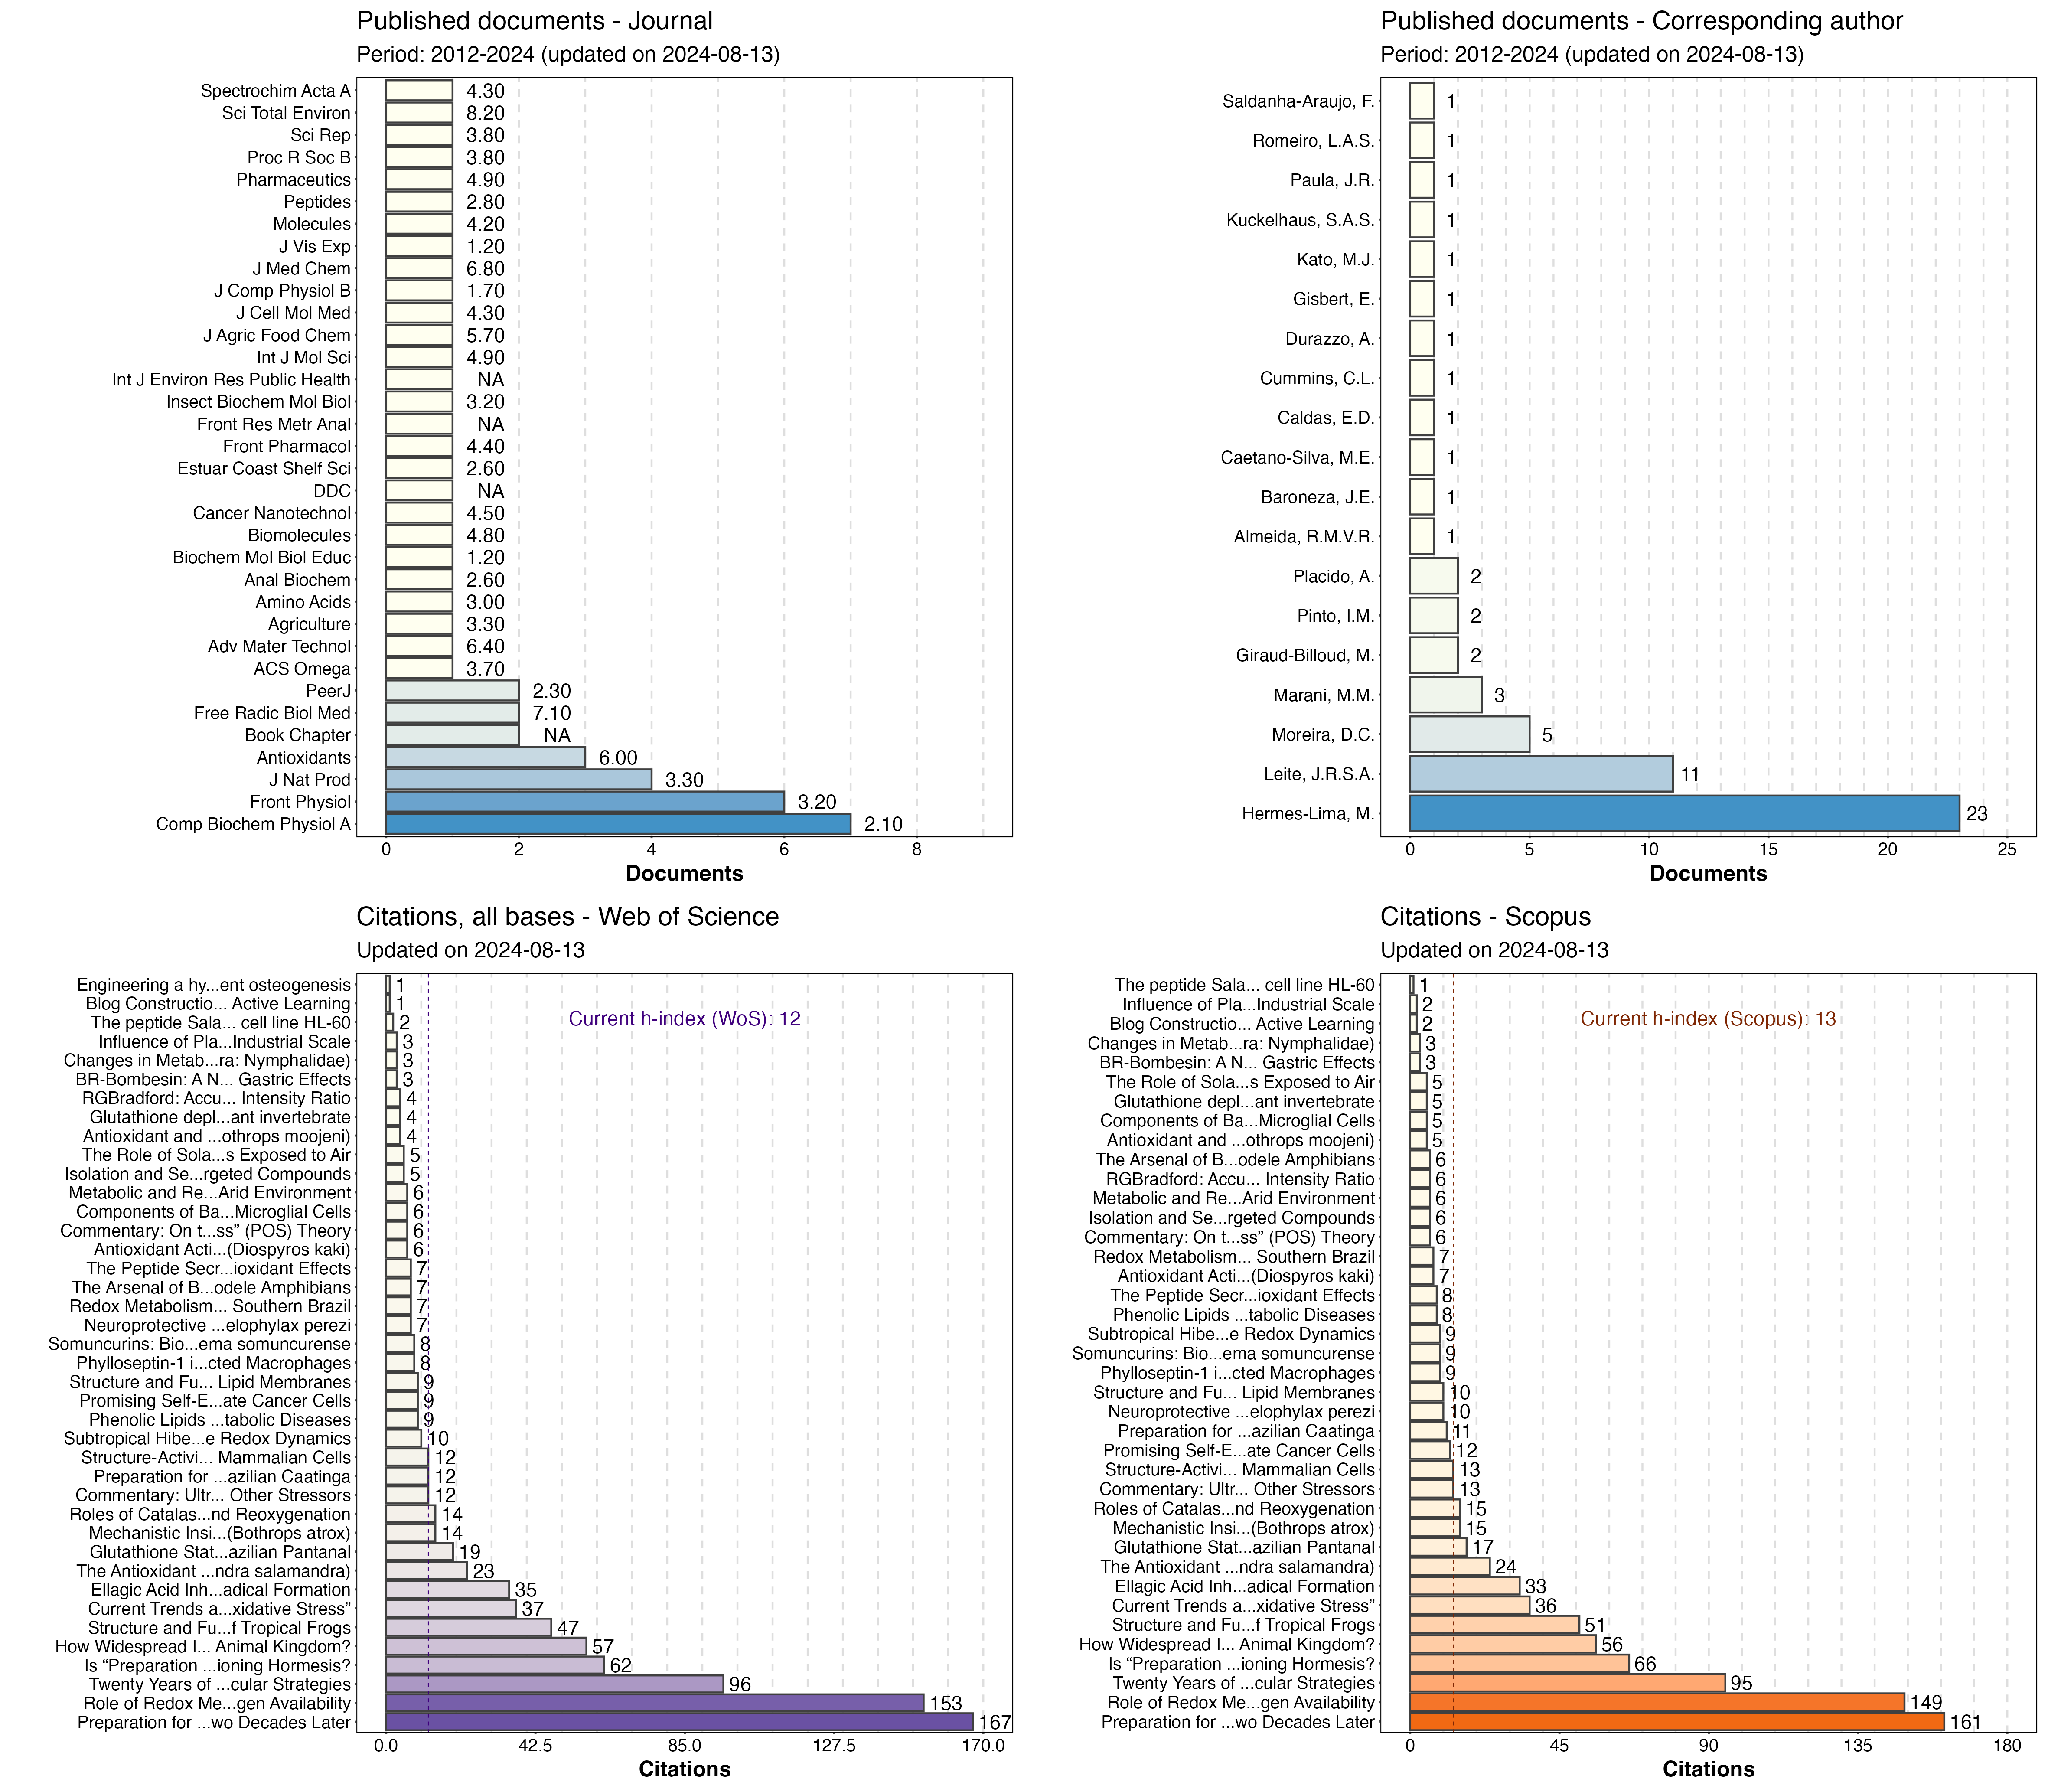 Published documents - Journal
Period: 2012-2024 (updated on 2024-08-13)
Spectrochim Acta A 4.30
Sci Total Environ 8.20
Sci Rep 3.80
Proc R Soc B 3.80
Pharmaceutics 4.90
Peptides 2.80
Molecules 4.20
J Vis Exp 1.20
J Med Chem 6.80
J Comp Physiol B 1.70
J Cell Mol Med 4.30
J Agric Food Chem 5.70
Int J Mol Sci 4.90
Int J Environ Res Public Health NA
Insect Biochem Mol Biol 3.20
Front Res Metr Anal NA
Front Pharmacol 4.40
Estuar Coast Shelf Sci 2.60
DDC NA
Cancer Nanotechnol 4.50
Biomolecules 4.80
Biochem Mol Biol Educ 1.20
Anal Biochem 2.60
Amino Acids 3.00
Agriculture 3.30
Adv Mater Technol 6.40
ACS Omega 3.70
PeerJ 2.30
Free Radic Biol Med 7.10
Book Chapter NA
Antioxidants 6.00
J Nat Prod 3.30
Front Physiol 3.20
Comp Biochem Physiol A 2.10
0 2 4 6 8
Documents
Published documents - Corresponding author
Period: 2012-2024 (updated on 2024-08-13)
Saldanha-Araujo, F. 1
Romeiro, L.A.S. 1
Paula, J.R. 1
Kuckelhaus, S.A.S. 1
Kato, M.J. 1
Gisbert, E. 1
Durazzo, A. 1
Cummins, C.L. 1
Caldas, E.D. 1
Caetano-Silva, M.E. 1
Baroneza, J.E. 1
Almeida, R.M.V.R. 1
Placido, A. 2
Pinto, I.M. 2
Giraud-Billoud, M. 2
Marani, M.M. 3
Moreira, D.C. 5
Leite, J.R.S.A. 11
Hermes-Lima, M. 23
0 5 10 15 20 25
Documents
Citations, all bases - Web of Science
Updated on 2024-08-13
Engineering a hy...ent osteogenesis 1
Blog Constructio... Active Learning 1
The peptide Sala... cell line HL-60 2
Current h-index (WoS): 12
Influence of Pla...Industrial Scale 3
Changes in Metab...ra: Nymphalidae) 3
BR-Bombesin: A N... Gastric Effects 3
RGBradford: Accu... Intensity Ratio 4
Glutathione depl...ant invertebrate 4
Antioxidant and ...othrops moojeni) 4
The Role of Sola...s Exposed to Air 5
Isolation and Se...rgeted Compounds 5
Metabolic and Re...Arid Environment 6
Components of Ba...Microglial Cells 6
Commentary: On t...ss” (POS) Theory 6
Antioxidant Acti...(Diospyros kaki) 6
The Peptide Secr...ioxidant Effects 7
The Arsenal of B...odele Amphibians 7
Redox Metabolism... Southern Brazil 7
Neuroprotective ...elophylax perezi 7
Somuncurins: Bio...ema somuncurense 8
Phylloseptin-1 i...cted Macrophages 8
Structure and Fu... Lipid Membranes 9
Promising Self-E...ate Cancer Cells 9
Phenolic Lipids ...tabolic Diseases 9
Subtropical Hibe...e Redox Dynamics 10
Structure-Activi... Mammalian Cells 12
Preparation for ...azilian Caatinga 12
Commentary: Ultr... Other Stressors 12
Roles of Catalas...nd Reoxygenation 14
Mechanistic Insi...(Bothrops atrox) 14
Glutathione Stat...azilian Pantanal 19
The Antioxidant ...ndra salamandra) 23
Ellagic Acid Inh...adical Formation 35
Current Trends a...xidative Stress” 37
Structure and Fu...f Tropical Frogs 47
How Widespread I... Animal Kingdom? 57
Is “Preparation ...ioning Hormesis? 62
Twenty Years of ...cular Strategies 96
Role of Redox Me...gen Availability 153
Preparation for ...wo Decades Later 167
0.0 42.5 85.0 127.5 170.0
Citations
Citations - Scopus
Updated on 2024-08-13
The peptide Sala... cell line HL-60 1
Influence of Pla...Industrial Scale 2
Current h-index (Scopus): 13
Blog Constructio... Active Learning 2
Changes in Metab...ra: Nymphalidae) 3
BR-Bombesin: A N... Gastric Effects 3
The Role of Sola...s Exposed to Air 5
Glutathione depl...ant invertebrate 5
Components of Ba...Microglial Cells 5
Antioxidant and ...othrops moojeni) 5
The Arsenal of B...odele Amphibians 6
RGBradford: Accu... Intensity Ratio 6
Metabolic and Re...Arid Environment 6
Isolation and Se...rgeted Compounds 6
Commentary: On t...ss” (POS) Theory 6
Redox Metabolism... Southern Brazil 7
Antioxidant Acti...(Diospyros kaki) 7
The Peptide Secr...ioxidant Effects 8
Phenolic Lipids ...tabolic Diseases 8
Subtropical Hibe...e Redox Dynamics 9
Somuncurins: Bio...ema somuncurense 9
Phylloseptin-1 i...cted Macrophages 9
Structure and Fu... Lipid Membranes 10
Neuroprotective ...elophylax perezi 10
Preparation for ...azilian Caatinga 11
Promising Self-E...ate Cancer Cells 12
Structure-Activi... Mammalian Cells 13
Commentary: Ultr... Other Stressors 13
Roles of Catalas...nd Reoxygenation 15
Mechanistic Insi...(Bothrops atrox) 15
Glutathione Stat...azilian Pantanal 17
The Antioxidant ...ndra salamandra) 24
Ellagic Acid Inh...adical Formation 33
Current Trends a...xidative Stress” 36
Structure and Fu...f Tropical Frogs 51
How Widespread I... Animal Kingdom? 56
Is “Preparation ...ioning Hormesis? 66
Twenty Years of ...cular Strategies 95
Role of Redox Me...gen Availability 149
Preparation for ...wo Decades Later 161
0 45 90 135 180
Citations